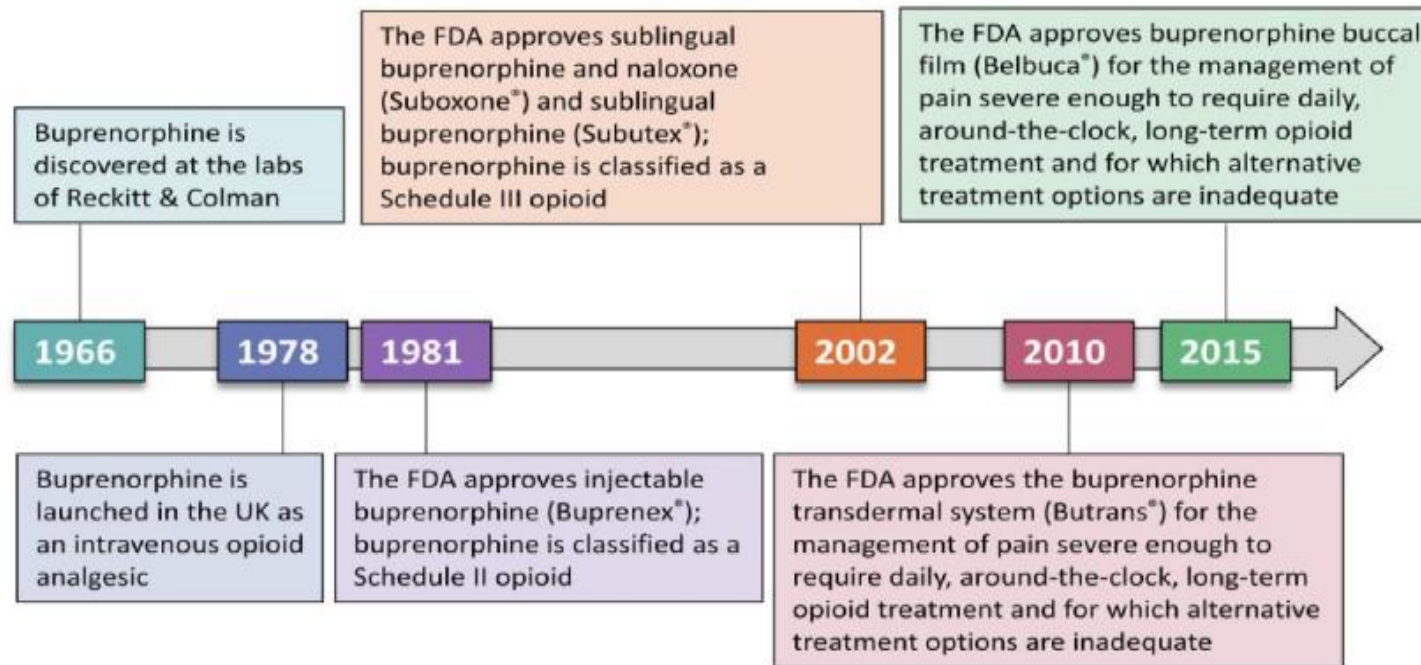 Buprenorphine is
discovered at the labs
of Reckitt & Colman
The FDA approves sublingual
buprenorphine and naloxone
(Suboxone®) and sublingual
buprenorphine (Subutex®);
buprenorphine is classified as a
Schedule III opioid
The FDA approves buprenorphine buccal
film (Belbuca®) for the management of
pain severe enough to require daily,
around-the-clock, long-term opioid
treatment and for which alternative
treatment options are inadequate
1966
1978
1981
2002
2010
2015
Buprenorphine is
launched in the UK as
an intravenous opioid
analgesic
The FDA approves injectable
buprenorphine (Buprenex®);
buprenorphine is classified as a
Schedule II opioid
The FDA approves the buprenorphine
transdermal system (Butrans®) for the
management of pain severe enough to
require daily, around-the-clock, long-term
opioid treatment and for which alternative
treatment options are inadequate